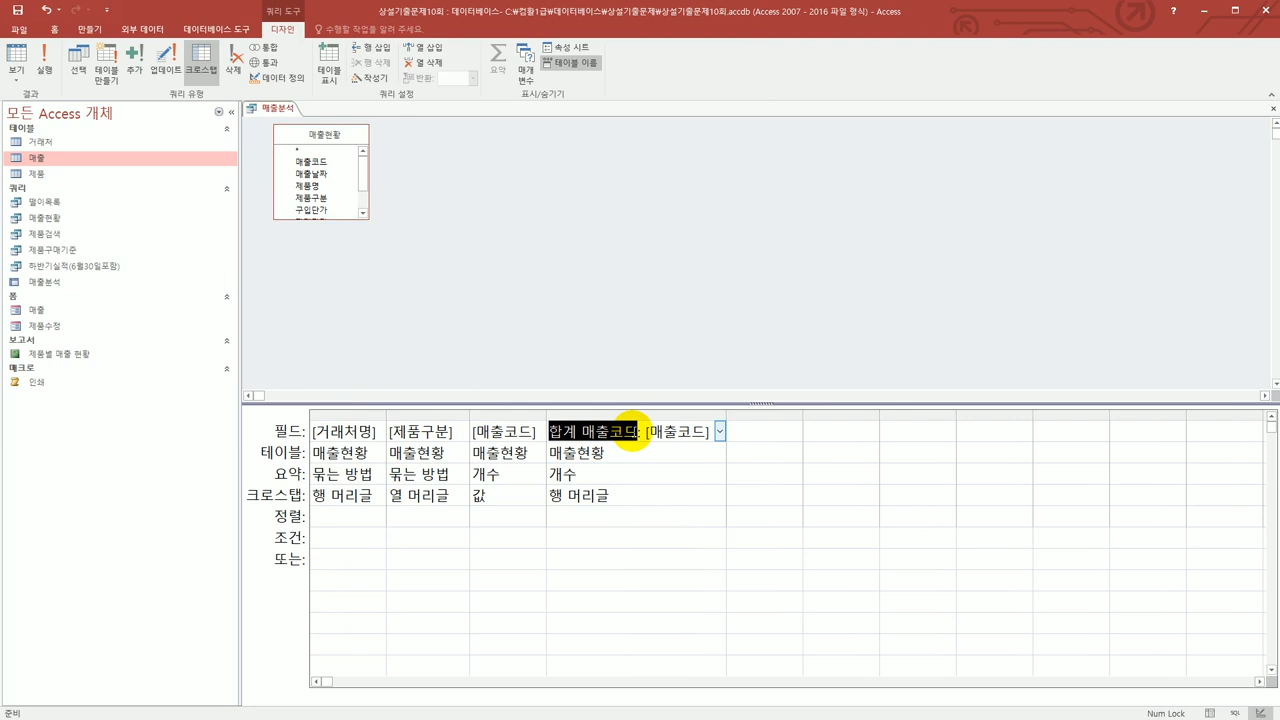 쿼리 도구
상설기출문제10회 : 데이터베이스- C:₩컴활1급₩데이터베이스₩상설기출문제₩상설기출문제10회.accdb (Access 2007 - 2016 파일 형식) - Access
파일 홈 만들기 외부 데이터 데이터베이스 도구 디자인 수행할 작업을 알려 주세요.
보기 실행 선택 테이블 만들기 추가 업데이트 크로스탭 삭제
통합
통과
데이터 정의
테이블 표시
행 삽입
행 삭제
작성기
열 삽입
열 삭제
반환:
요약
매개 변수
속성 시트
테이블 이름
결과 쿼리 유형 쿼리 설정 표시/숨기기
모든 Access 개체
테이블
거래처
매출
제품
쿼리
떨이목록
매출현황
제품검색
제품구매기준
하반기실적(6월30일포함)
매출분석
폼
매출
제품수정
보고서
제품별 매출 현황
매크로
인쇄
매출분석
매출현황
*
매출코드
매출날짜
제품명
제품구분
구입단가
필드: [거래처명] [제품구분] [매출코드] 합계 매출코드: [매출코드]
테이블: 매출현황 매출현황 매출현황 매출현황
요약: 묶는 방법 묶는 방법 개수 개수
크로스탭: 행 머리글 열 머리글 값 행 머리글
정렬:
조건:
또는:
준비 Num Lock SQL